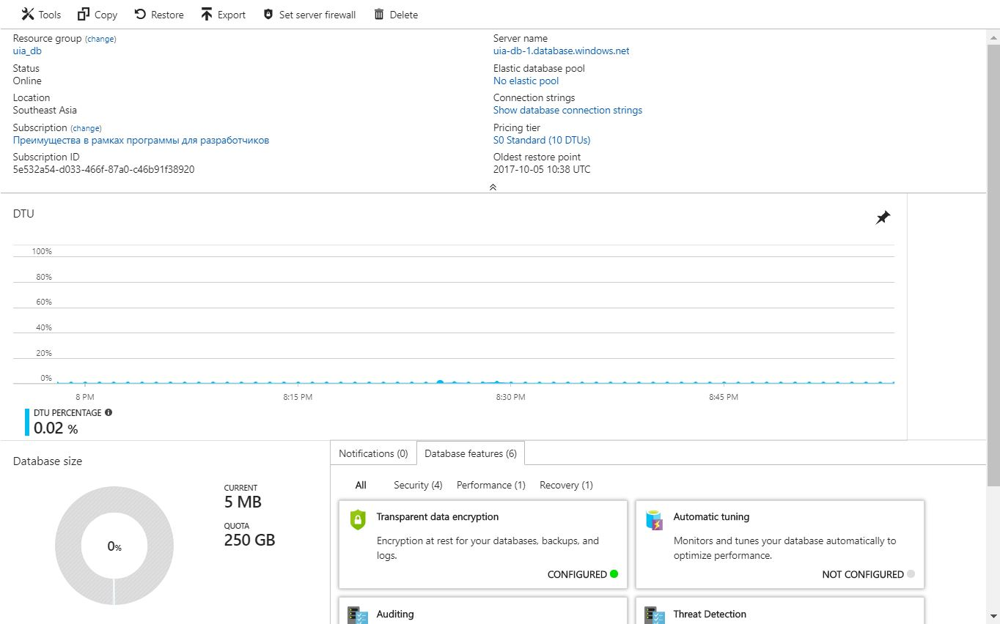 Tools Copy Restore Export Set server firewall Delete
Resource group (change)
uia_db
Status
Online
Location
Southeast Asia
Subscription (change)
Преимущества в рамках программы для разработчиков
Subscription ID
5e532a54-d033-466f-87a0-c46b91f38920
Server name
uia-db-1.database.windows.net
Elastic database pool
No elastic pool
Connection strings
Show database connection strings
Pricing tier
S0 Standard (10 DTUs)
Oldest restore point
2017-10-05 10:38 UTC
DTU
100%
80%
60%
40%
20%
0%
8 PM 8:15 PM 8:30 PM 8:45 PM
DTU PERCENTAGE
0.02 %
Database size
0%
CURRENT
5 MB
QUOTA
250 GB
Notifications (0) Database features (6)
All Security (4) Performance (1) Recovery (1)
Transparent data encryption
Encryption at rest for your databases, backups, and
logs.
CONFIGURED
Automatic tuning
Monitors and tunes your database automatically to
optimize performance.
NOT CONFIGURED
Auditing
Threat Detection